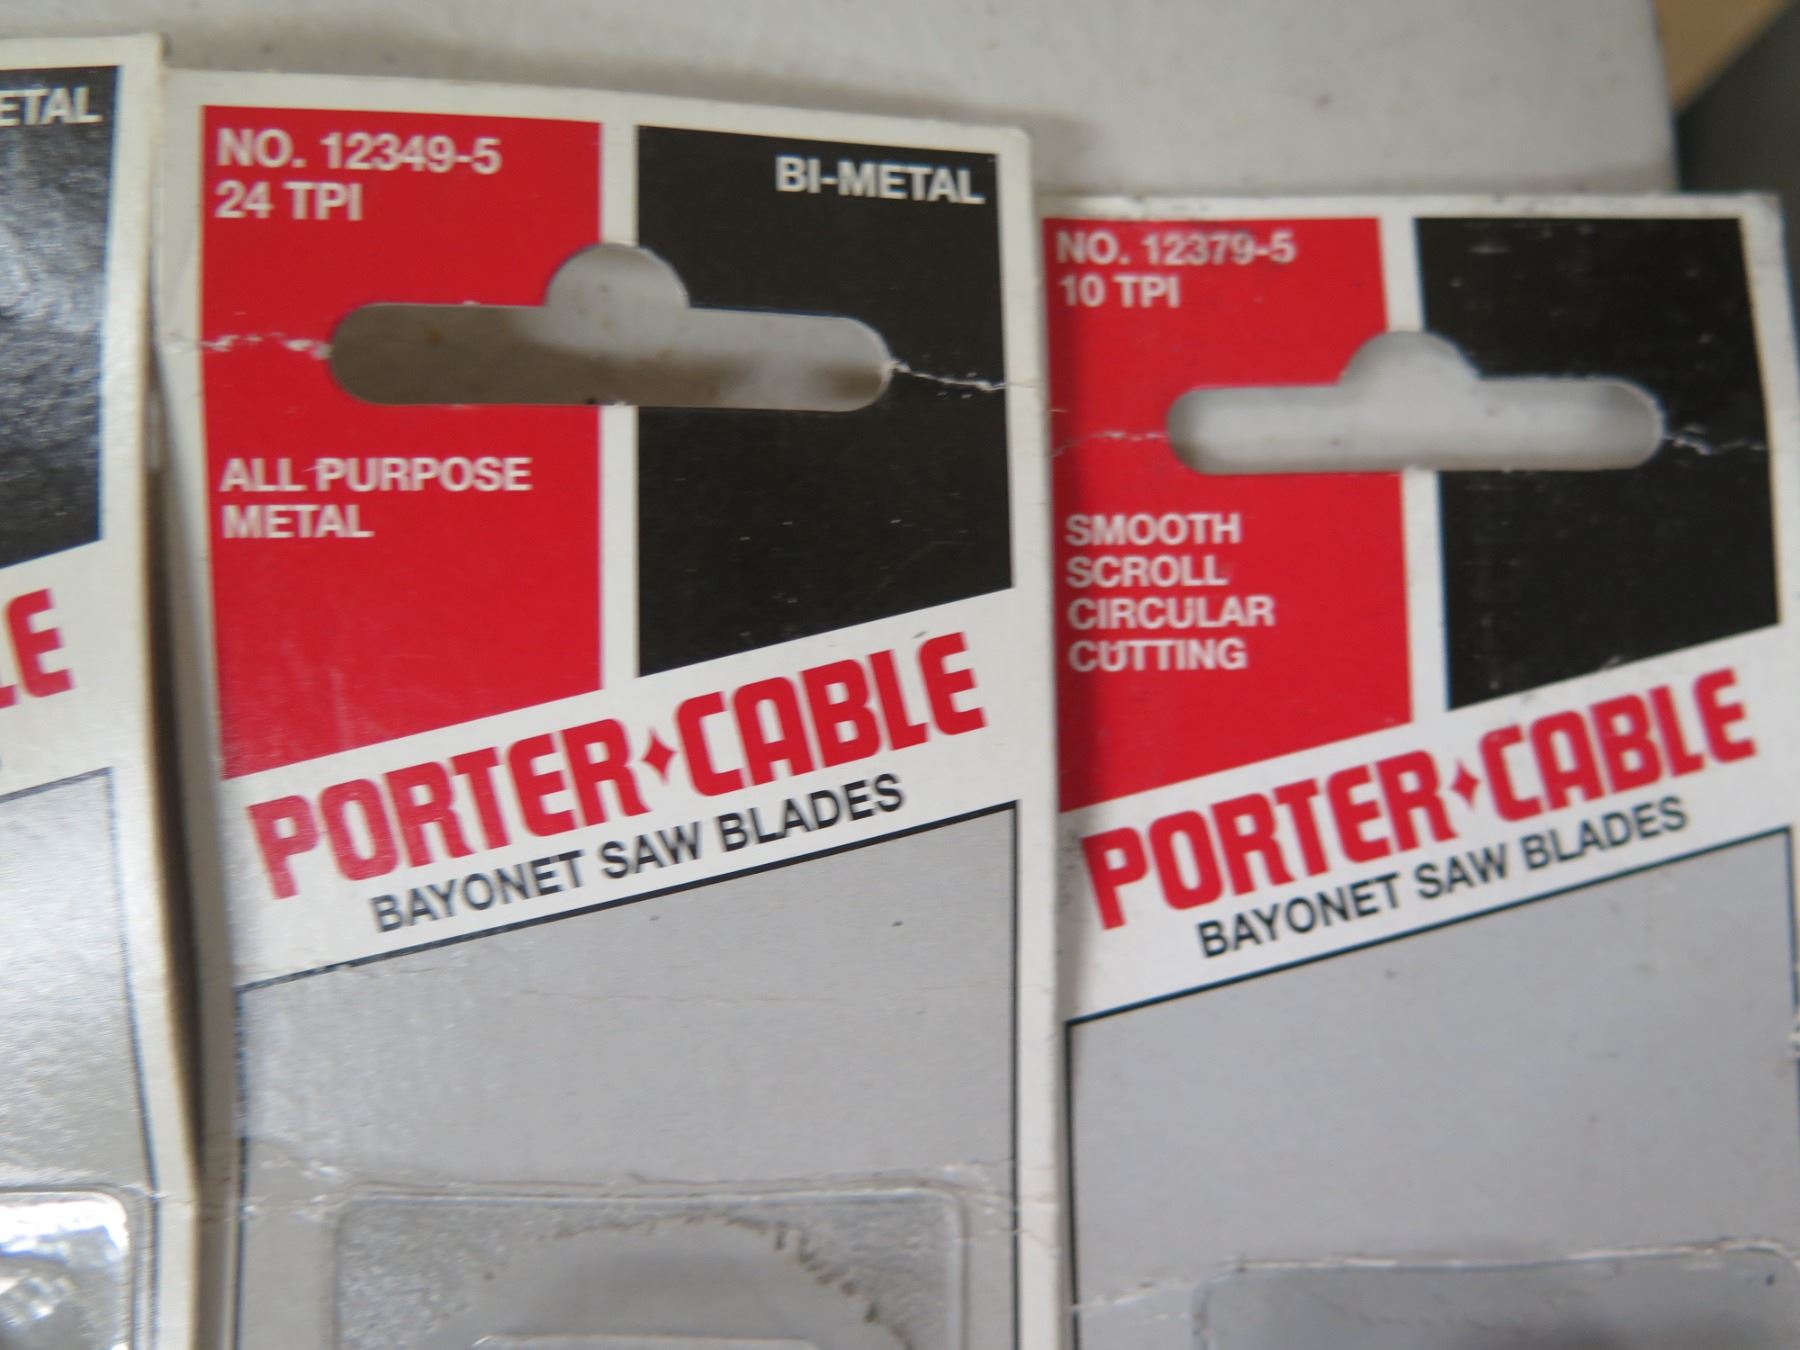 NO. 12349-5
24 TPI
BI-METAL
ALL PURPOSE
METAL
PORTER CABLE
BAYONET SAW BLADES
NO. 12379-5
10 TPI
SMOOTH
SCROLL
CIRCULAR
CUTTING
PORTER CABLE
BAYONET SAW BLADES